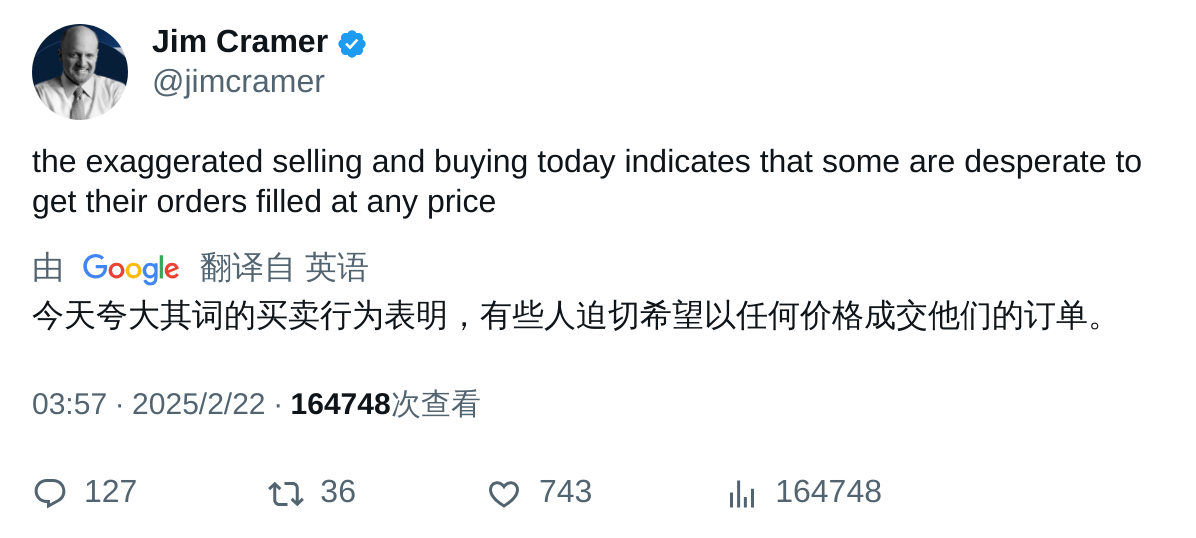 Jim Cramer
@jimcramer
the exaggerated selling and buying today indicates that some are desperate to
get their orders filled at any price
由 Google 翻译自 英语
今天夸大其词的买卖行为表明，有些人迫切希望以任何价格成交他们的订单。
03:57 · 2025/2/22 · 164748次查看
127 36 743 164748